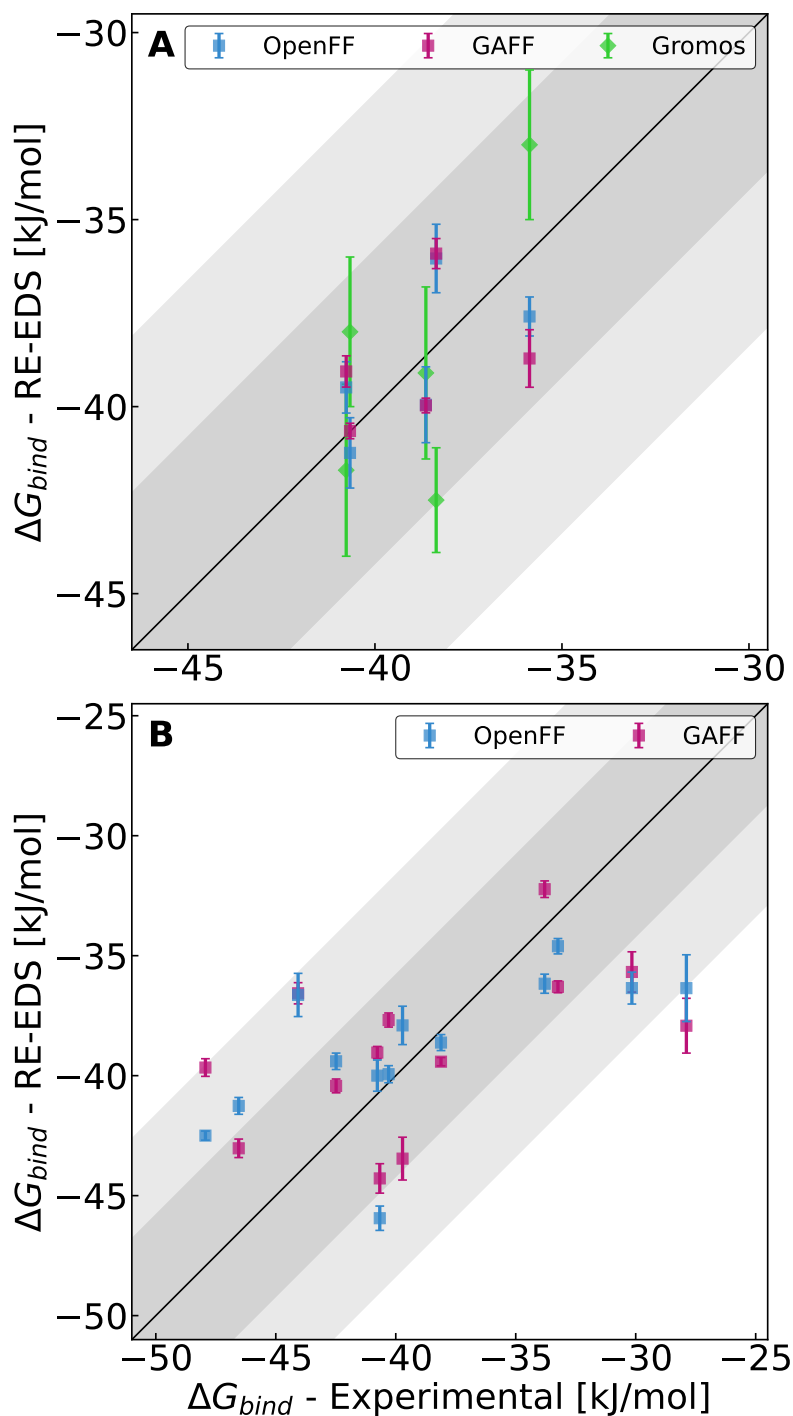 A OpenFF GAFF Gromos
−30
−35
−40
−45
ΔG_bind - RE-EDS [kJ/mol]
−45 −40 −35 −30
B OpenFF GAFF
−25
−30
−35
−40
−45
−50
ΔG_bind - RE-EDS [kJ/mol]
−50 −45 −40 −35 −30 −25
ΔG_bind - Experimental [kJ/mol]